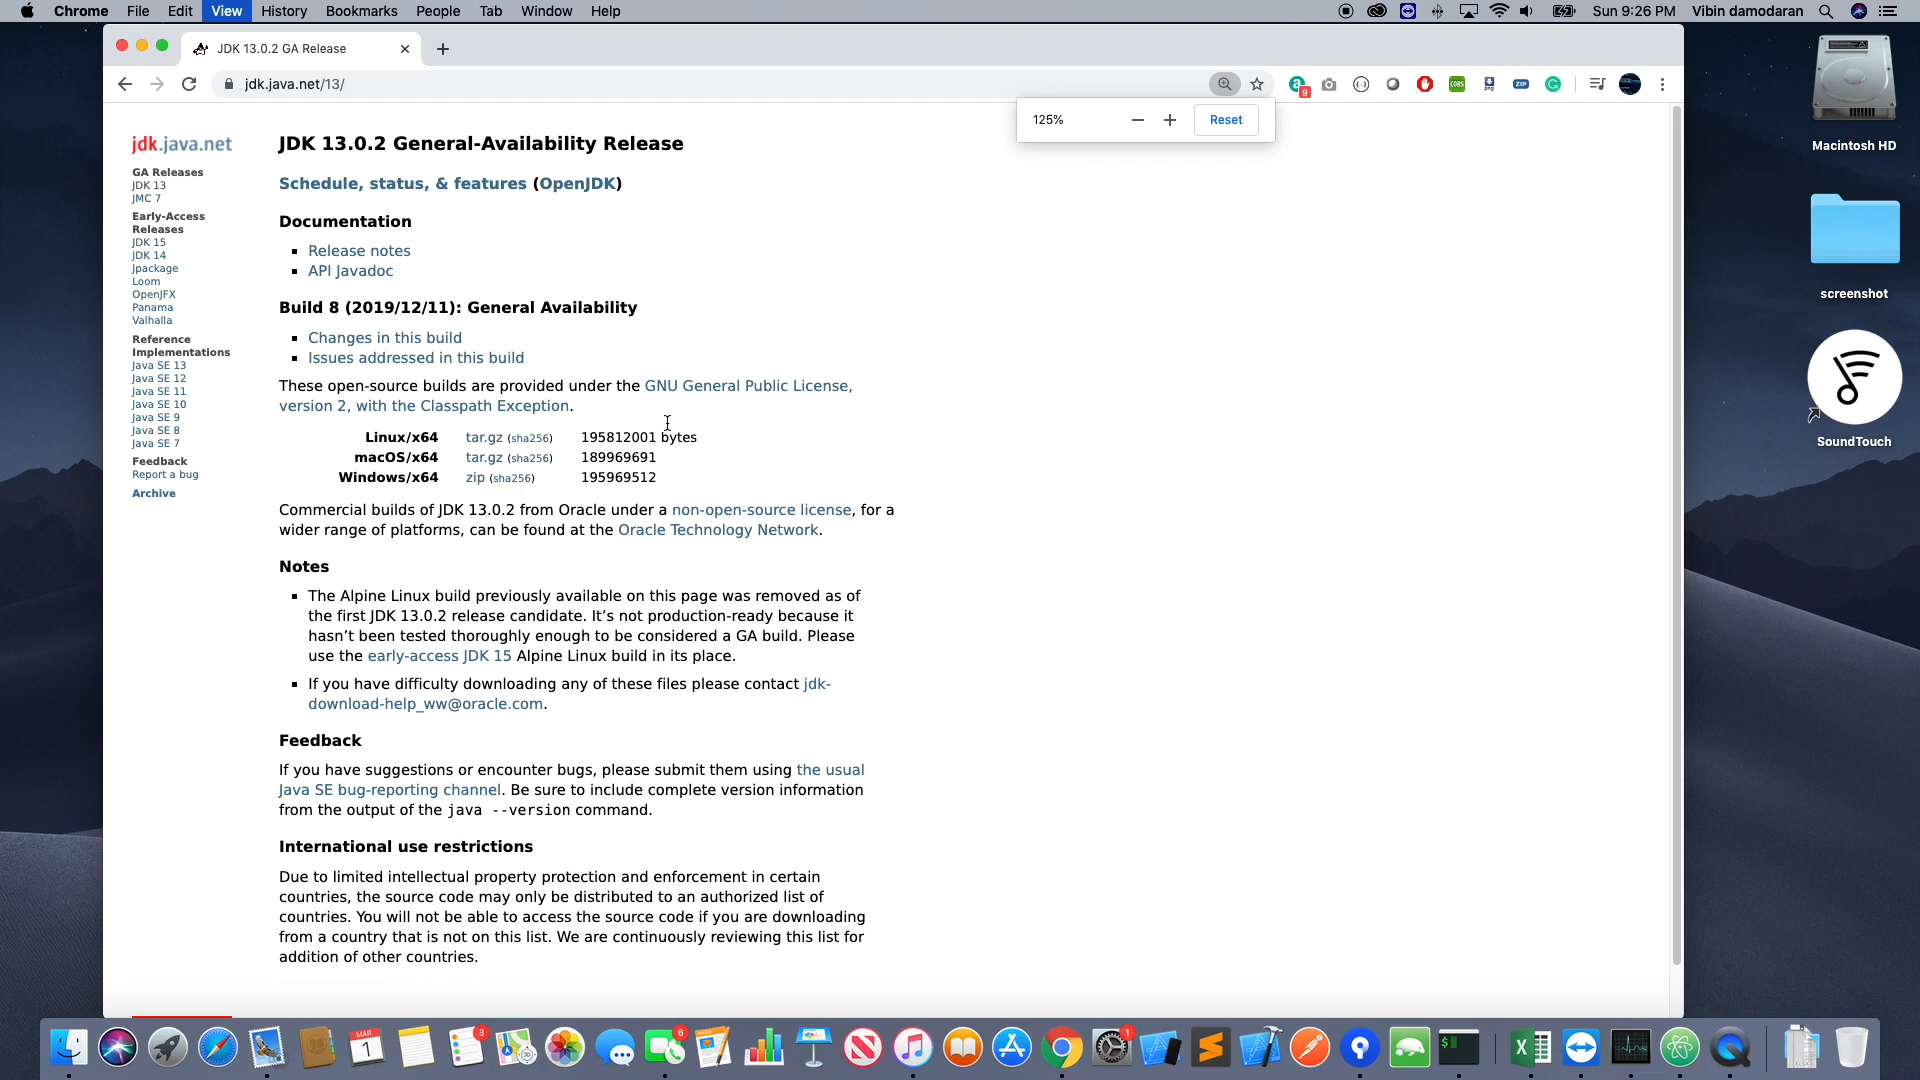 Chrome File Edit View History Bookmarks People Tab Window Help
Sun 9:26 PM Vibin damodaran
JDK 13.0.2 GA Release
jdk.java.net/13/
9
CORS
ZIP
125%
Reset
jdk.java.net
GA Releases
JDK 13
JMC 7
Early-Access
Releases
JDK 15
JDK 14
Jpackage
Loom
OpenJFX
Panama
Valhalla
Reference
Implementations
Java SE 13
Java SE 12
Java SE 11
Java SE 10
Java SE 9
Java SE 8
Java SE 7
Feedback
Report a bug
Archive
JDK 13.0.2 General-Availability Release
Schedule, status, & features (OpenJDK)
Documentation
Release notes
API Javadoc
Build 8 (2019/12/11): General Availability
Changes in this build
Issues addressed in this build
These open-source builds are provided under the GNU General Public License,
version 2, with the Classpath Exception.
Linux/x64 tar.gz (sha256) 195812001 bytes
macOS/x64 tar.gz (sha256) 189969691
Windows/x64 zip (sha256) 195969512
Commercial builds of JDK 13.0.2 from Oracle under a non-open-source license, for a
wider range of platforms, can be found at the Oracle Technology Network.
Notes
The Alpine Linux build previously available on this page was removed as of
the first JDK 13.0.2 release candidate. It’s not production-ready because it
hasn’t been tested thoroughly enough to be considered a GA build. Please
use the early-access JDK 15 Alpine Linux build in its place.
If you have difficulty downloading any of these files please contact jdk-
download-help_ww@oracle.com.
Feedback
If you have suggestions or encounter bugs, please submit them using the usual
Java SE bug-reporting channel. Be sure to include complete version information
from the output of the java --version command.
International use restrictions
Due to limited intellectual property protection and enforcement in certain
countries, the source code may only be distributed to an authorized list of
countries. You will not be able to access the source code if you are downloading
from a country that is not on this list. We are continuously reviewing this list for
addition of other countries.
Macintosh HD
screenshot
SoundTouch
MAR
1
3
6
1